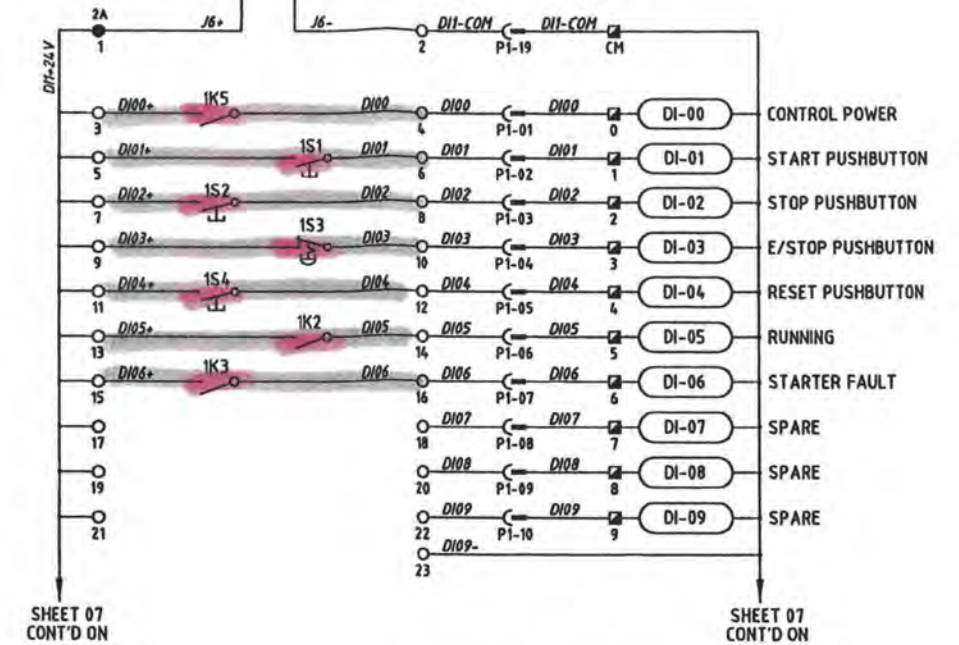 2A J6+ J6- DI1-COM DI1-COM
1 2 P1-19 CM
DI1-24V
DI00+ 1K5 DI00 DI00 DI00 DI-00 CONTROL POWER
3 4 P1-01 0
DI01+ 1S1 DI01 DI01 DI01 DI-01 START PUSHBUTTON
5 6 P1-02 1
DI02+ 1S2 DI02 DI02 DI02 DI-02 STOP PUSHBUTTON
7 8 P1-03 2
DI03+ 1S3 DI03 DI03 DI03 DI-03 E/STOP PUSHBUTTON
9 10 P1-04 3
DI04+ 1S4 DI04 DI04 DI04 DI-04 RESET PUSHBUTTON
11 12 P1-05 4
DI05+ 1K2 DI05 DI05 DI05 DI-05 RUNNING
13 14 P1-06 5
DI06+ 1K3 DI06 DI06 DI06 DI-06 STARTER FAULT
15 16 P1-07 6
DI07 DI07 DI-07 SPARE
17 18 P1-08 7
DI08 DI08 DI-08 SPARE
19 20 P1-09 8
DI09 DI09 DI-09 SPARE
21 22 P1-10 9
DI09-
23
SHEET 07 SHEET 07
CONT'D ON CONT'D ON